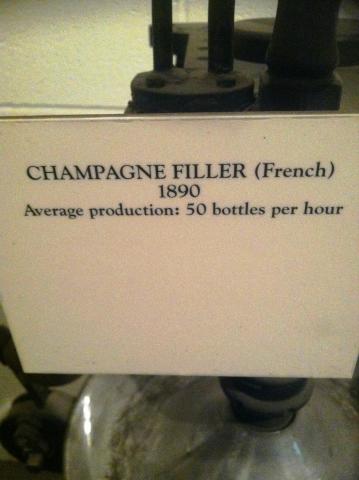 CHAMPAGNE FILLER (French)
1890
Average production: 50 bottles per hour